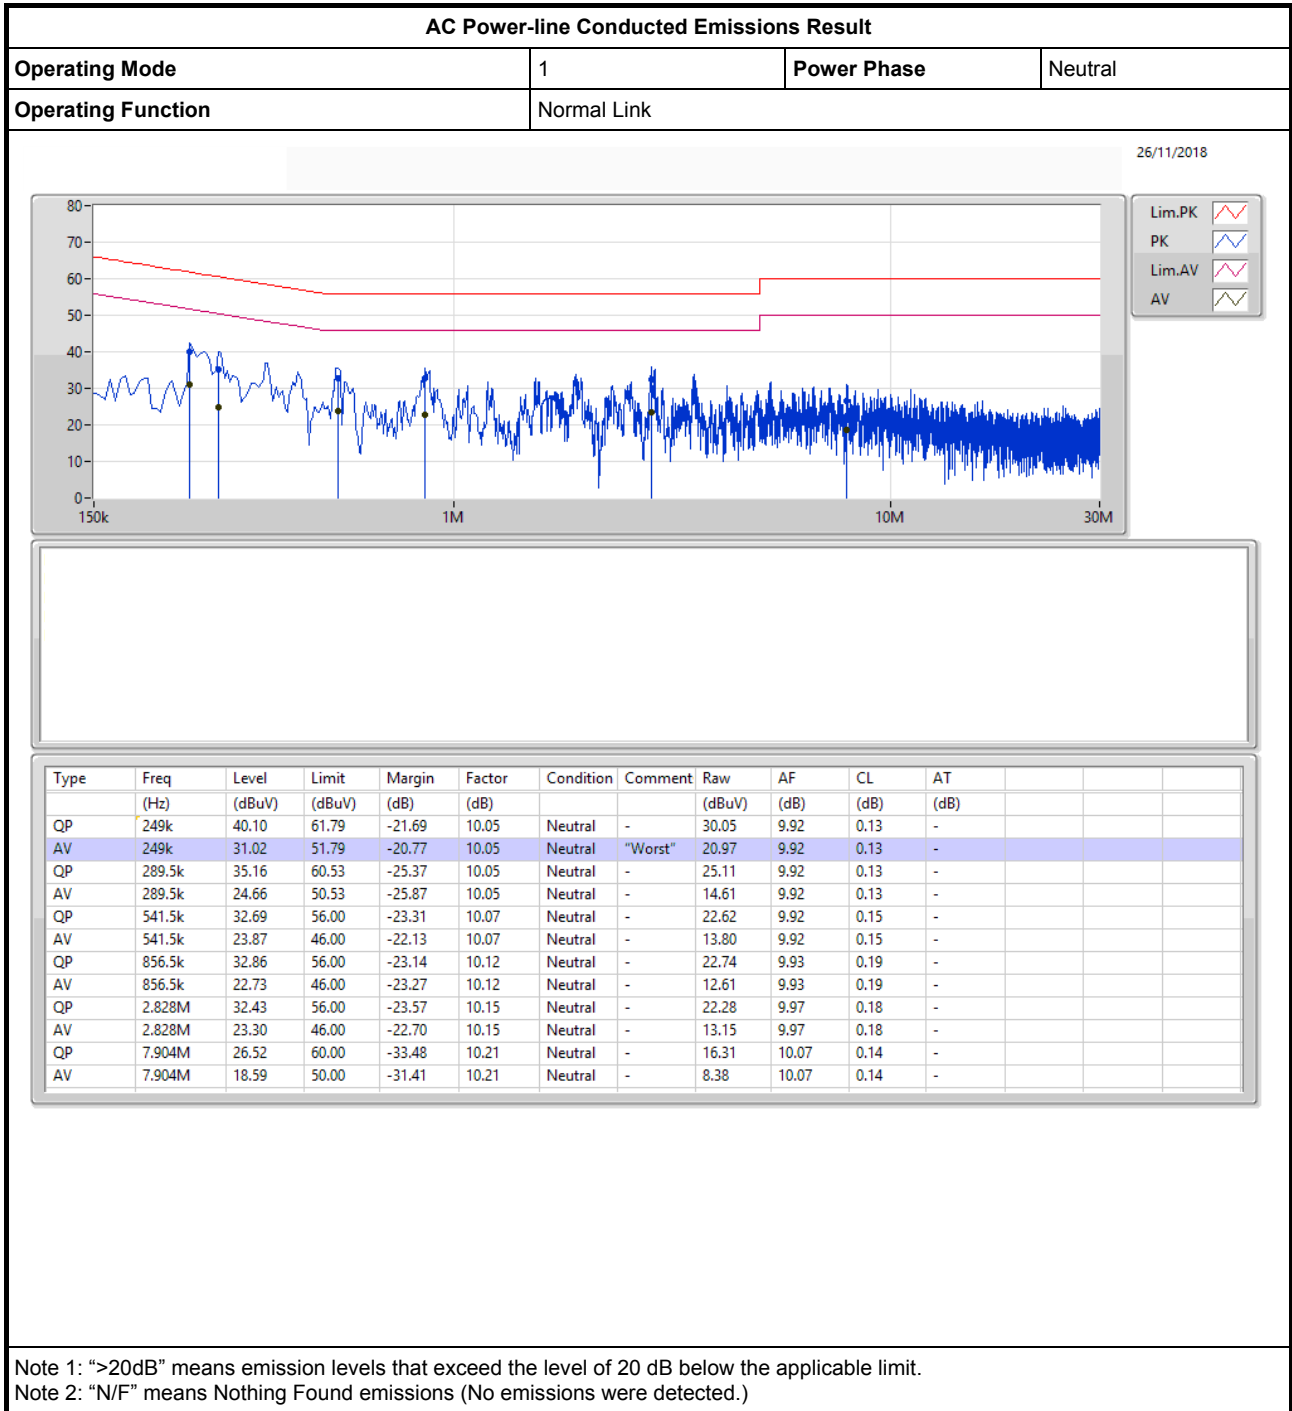 AC Power-line Conducted Emissions Result
Operating Mode 1 Power Phase Neutral
Operating Function Normal Link
26/11/2018
80
70
60
50
40
30
20
10
0
150k 1M 10M 30M
Lim.PK
PK
Lim.AV
AV
Type Freq Level Limit Margin Factor Condition Comment Raw AF CL AT
(Hz) (dBuV) (dBuV) (dB) (dB) (dBuV) (dB) (dB) (dB)
QP 249k 40.10 61.79 -21.69 10.05 Neutral - 30.05 9.92 0.13 -
AV 249k 31.02 51.79 -20.77 10.05 Neutral "Worst" 20.97 9.92 0.13 -
QP 289.5k 35.16 60.53 -25.37 10.05 Neutral - 25.11 9.92 0.13 -
AV 289.5k 24.66 50.53 -25.87 10.05 Neutral - 14.61 9.92 0.13 -
QP 541.5k 32.69 56.00 -23.31 10.07 Neutral - 22.62 9.92 0.15 -
AV 541.5k 23.87 46.00 -22.13 10.07 Neutral - 13.80 9.92 0.15 -
QP 856.5k 32.86 56.00 -23.14 10.12 Neutral - 22.74 9.93 0.19 -
AV 856.5k 22.73 46.00 -23.27 10.12 Neutral - 12.61 9.93 0.19 -
QP 2.828M 32.43 56.00 -23.57 10.15 Neutral - 22.28 9.97 0.18 -
AV 2.828M 23.30 46.00 -22.70 10.15 Neutral - 13.15 9.97 0.18 -
QP 7.904M 26.52 60.00 -33.48 10.21 Neutral - 16.31 10.07 0.14 -
AV 7.904M 18.59 50.00 -31.41 10.21 Neutral - 8.38 10.07 0.14 -
Note 1: “>20dB” means emission levels that exceed the level of 20 dB below the applicable limit.
Note 2: “N/F” means Nothing Found emissions (No emissions were detected.)